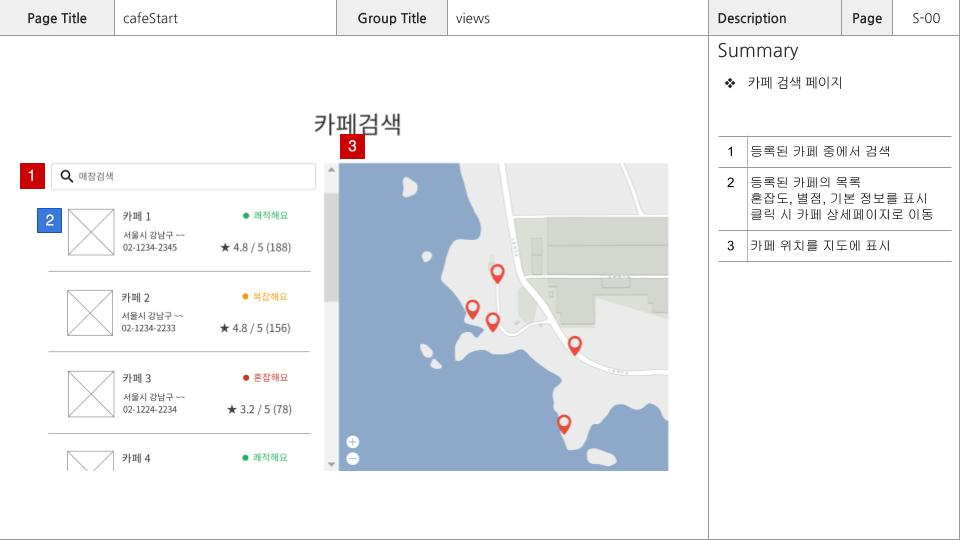 Page Title cafeStart Group Title views Description Page S-00
Summary
❖ 카페 검색 페이지
카페검색
3
1 매장검색
2 카페 1 ● 쾌적해요
서울시 강남구 ~~
02-1234-2345 ★ 4.8 / 5 (188)
카페 2 ● 복잡해요
서울시 강남구 ~~
02-1234-2233 ★ 4.8 / 5 (156)
카페 3 ● 혼잡해요
서울시 강남구 ~~
02-1224-2234 ★ 3.2 / 5 (78)
카페 4 ● 쾌적해요
1 등록된 카페 중에서 검색
2 등록된 카페의 목록
혼잡도, 별점, 기본 정보를 표시
클릭 시 카페 상세페이지로 이동
3 카페 위치를 지도에 표시